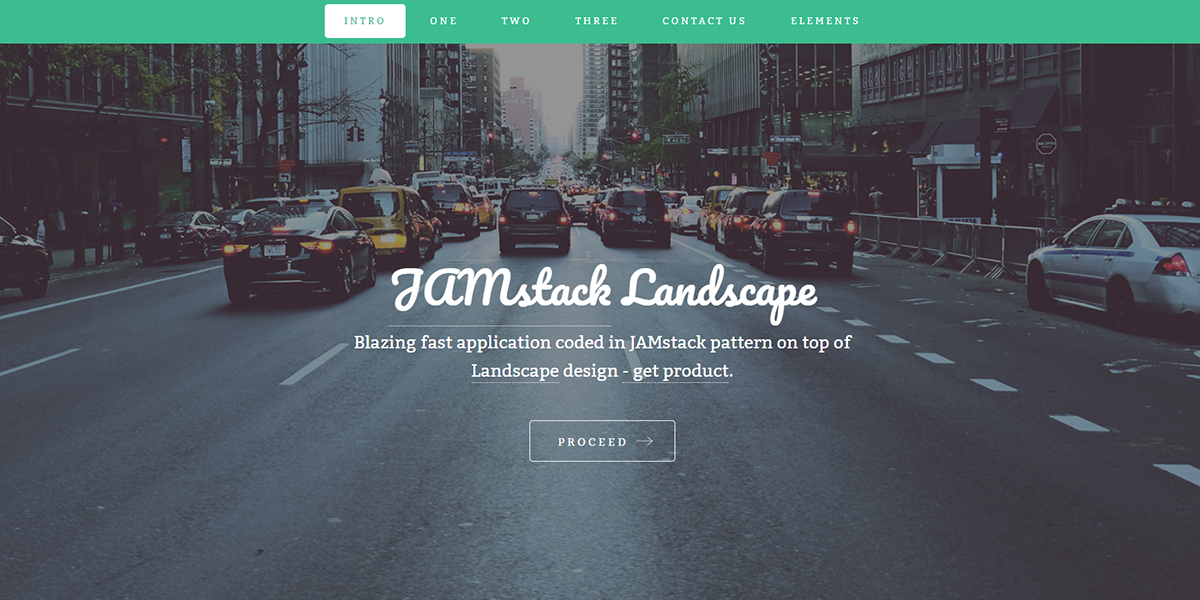 INTRO ONE TWO THREE CONTACT US ELEMENTS
JAMstack Landscape
Blazing fast application coded in JAMstack pattern on top of
Landscape design - get product.
PROCEED